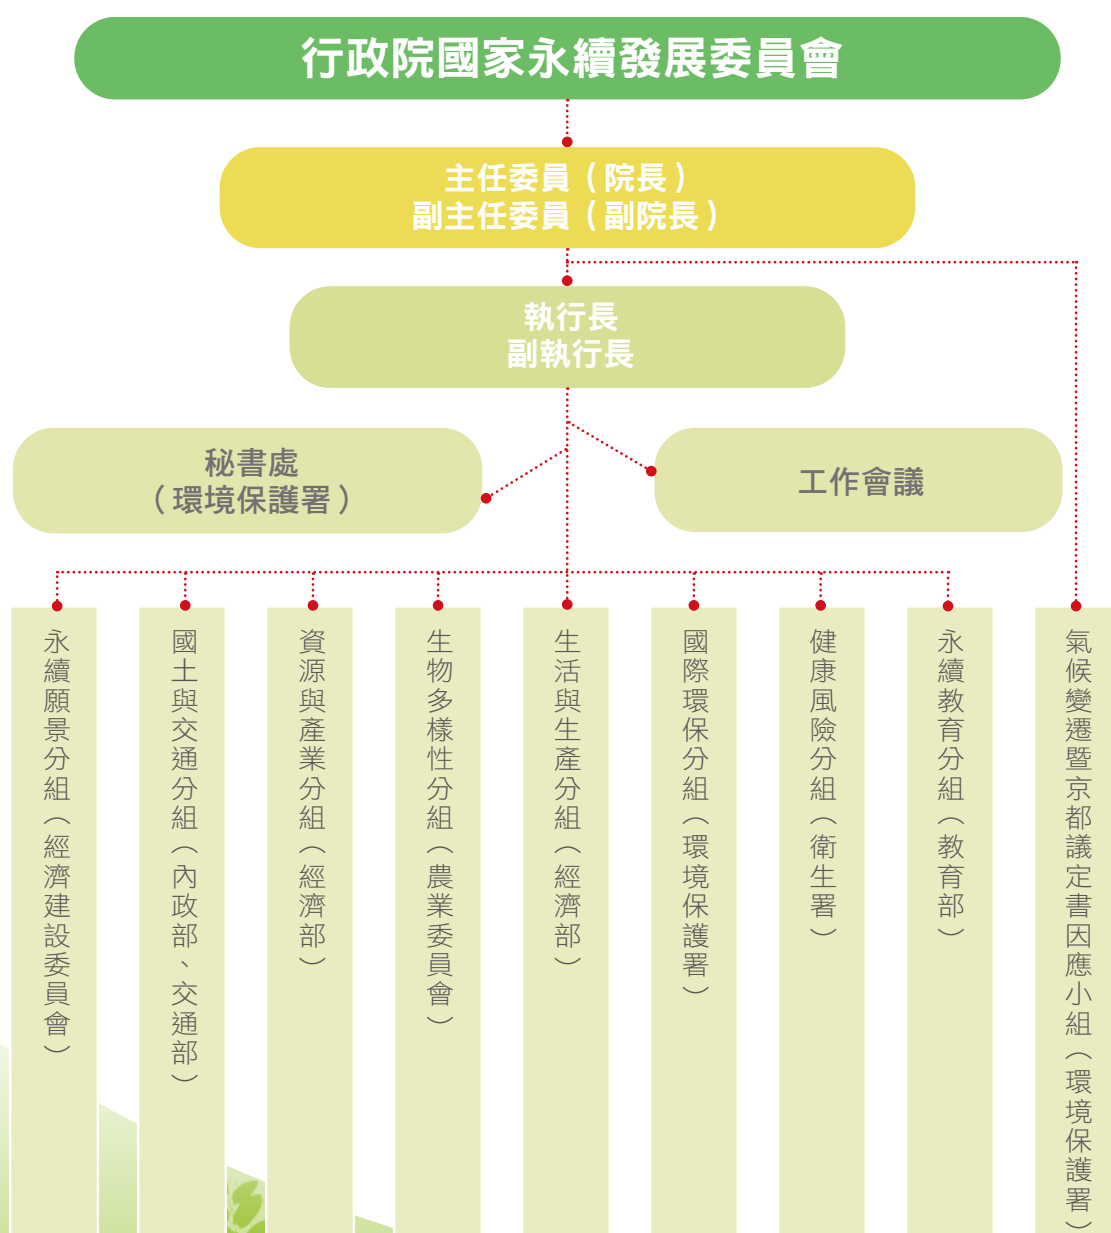 行政院國家永續發展委員會
主任委員（院長）
副主任委員（副院長）
執行長
副執行長
秘書處
（環境保護署）
工作會議
永續願景分組（經濟建設委員會）
國土與交通分組（內政部、交通部）
資源與產業分組（經濟部）
生物多樣性分組（農業委員會）
生活與生產分組（經濟部）
國際環保分組（環境保護署）
健康風險分組（衛生署）
永續教育分組（教育部）
氣候變遷暨京都議定書因應小組（環境保護署）